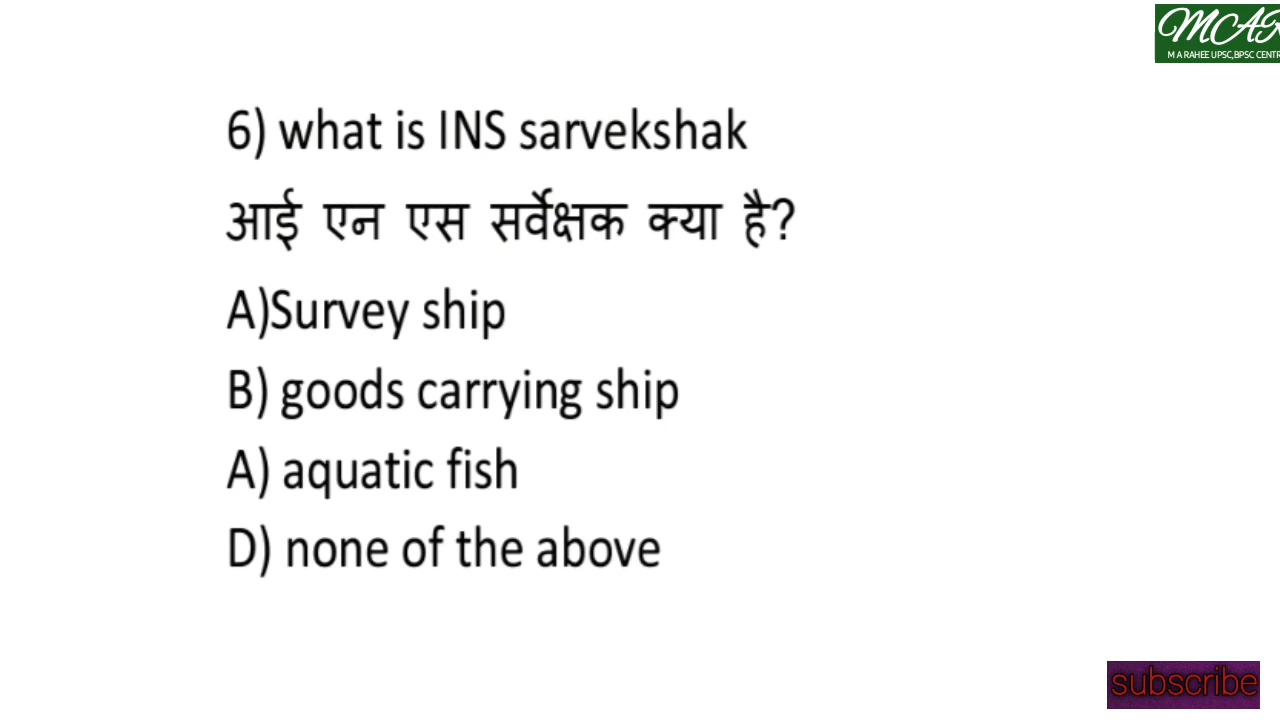 MCAR
M A RAHEE UPSC,BPSC CENTR
6) what is INS sarvekshak
आई एन एस सर्वेक्षक क्या है?
A)Survey ship
B) goods carrying ship
A) aquatic fish
D) none of the above
subscribe